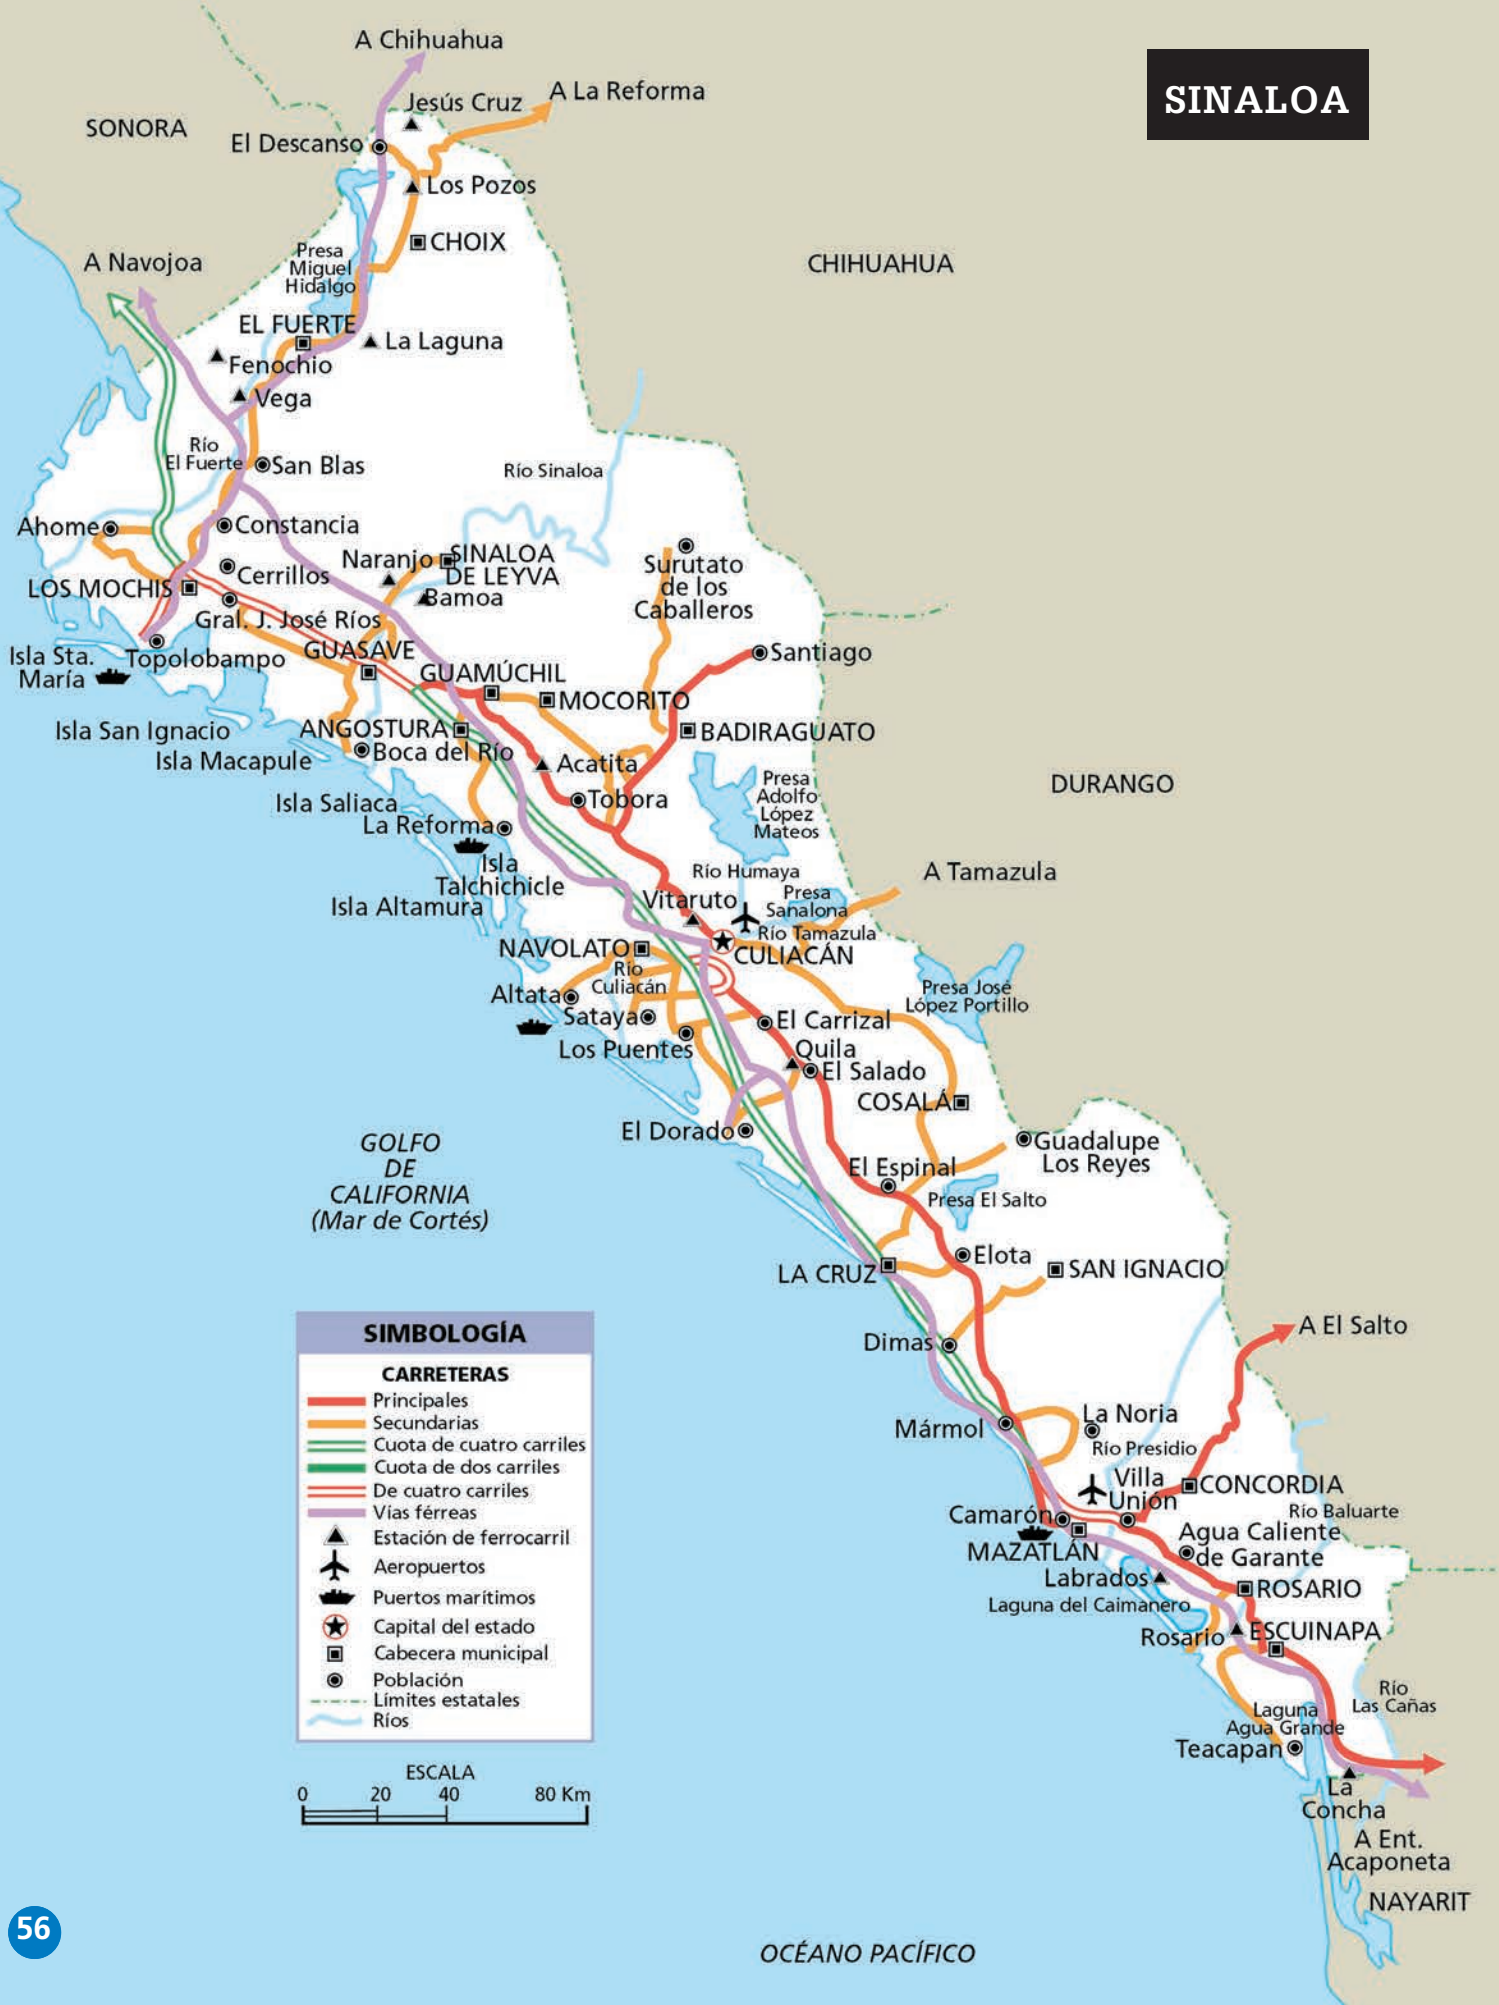 A Chihuahua
SINALOA
A La Reforma
Jesús Cruz
SONORA
El Descanso
Los Pozos
CHOIX
Presa
Miguel
Hidalgo
A Navojoa
CHIHUAHUA
EL FUERTE
La Laguna
Fenochio
Vega
Río
El Fuerte
San Blas
Río Sinaloa
Ahome
Constancia
Naranjo
SINALOA
DE LEYVA
Surutato
de los
Caballeros
Cerrillos
LOS MOCHIS
Bamoa
Gral. J. José Ríos
Isla Sta.
María
Topolobampo
GUASAVE
Santiago
GUAMÚCHIL
MOCORITO
Isla San Ignacio
ANGOSTURA
BADIRAGUATO
Isla Macapule
Boca del Río
Acatita
Presa
Adolfo
López
Mateos
DURANGO
Isla Saliaca
Tobora
La Reforma
Isla
Talchichicle
Río Humaya
A Tamazula
Isla Altamura
Vitaruto
Presa
Sanalona
Río Tamazula
NAVOLATO
CULIACÁN
Río
Culiacán
Altata
Presa José
López Portillo
Sataya
El Carrizal
Los Puentes
Quila
El Salado
COSALÁ
El Dorado
Guadalupe
Los Reyes
GOLFO
DE
CALIFORNIA
(Mar de Cortés)
El Espinal
Presa El Salto
Elota
LA CRUZ
SAN IGNACIO
A El Salto
Dimas
Mármol
La Noria
Río Presidio
Villa
Unión
CONCORDIA
Río Baluarte
Camarón
MAZATLÁN
Agua Caliente
de Garante
Labrados
ROSARIO
Laguna del Caimanero
Rosario
ESCUINAPA
Río
Las Cañas
Laguna
Agua Grande
Teacapan
La
Concha
A Ent.
Acaponeta
NAYARIT
SIMBOLOGÍA
CARRETERAS
Principales
Secundarias
Cuota de cuatro carriles
Cuota de dos carriles
De cuatro carriles
Vías férreas
Estación de ferrocarril
Aeropuertos
Puertos marítimos
Capital del estado
Cabecera municipal
Población
Límites estatales
Ríos
ESCALA
0 20 40 80 Km
56
OCÉANO PACÍFICO